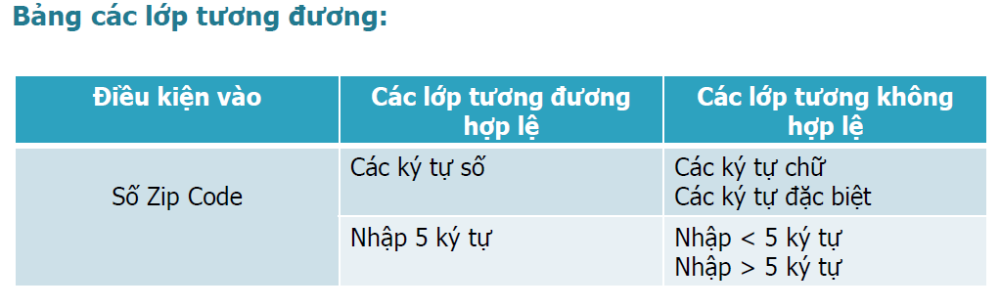 Bảng các lớp tương đương:
Điều kiện vào
Các lớp tương đương
hợp lệ
Các lớp tương không
hợp lệ
Số Zip Code
Các ký tự số
Các ký tự chữ
Các ký tự đặc biệt
Nhập 5 ký tự
Nhập < 5 ký tự
Nhập > 5 ký tự